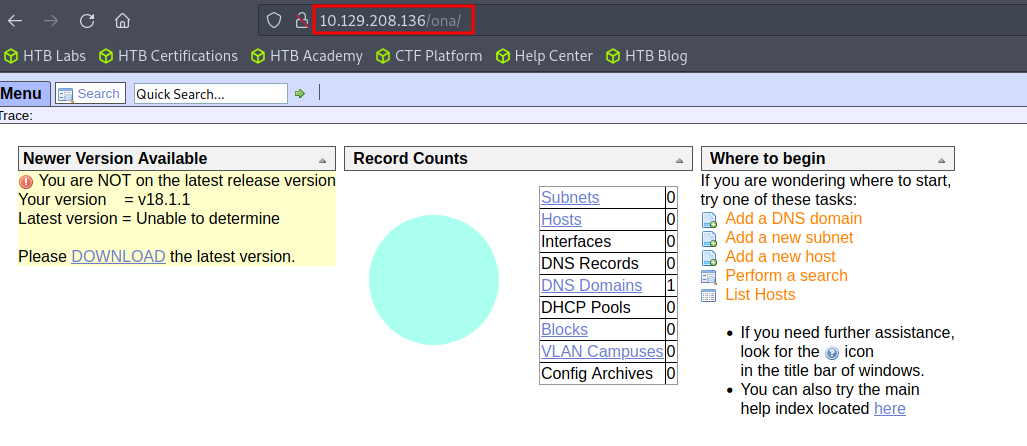 10.129.208.136/ona/
HTB Labs HTB Certifications HTB Academy CTF Platform Help Center HTB Blog
Menu Search Quick Search...
Trace:
Newer Version Available
You are NOT on the latest release version
Your version = v18.1.1
Latest version = Unable to determine
Please DOWNLOAD the latest version.
Record Counts
Subnets 0
Hosts 0
Interfaces 0
DNS Records 0
DNS Domains 1
DHCP Pools 0
Blocks 0
VLAN Campuses 0
Config Archives 0
Where to begin
If you are wondering where to start,
try one of these tasks:
Add a DNS domain
Add a new subnet
Add a new host
Perform a search
List Hosts
• If you need further assistance,
look for the ? icon
in the title bar of windows.
• You can also try the main
help index located here